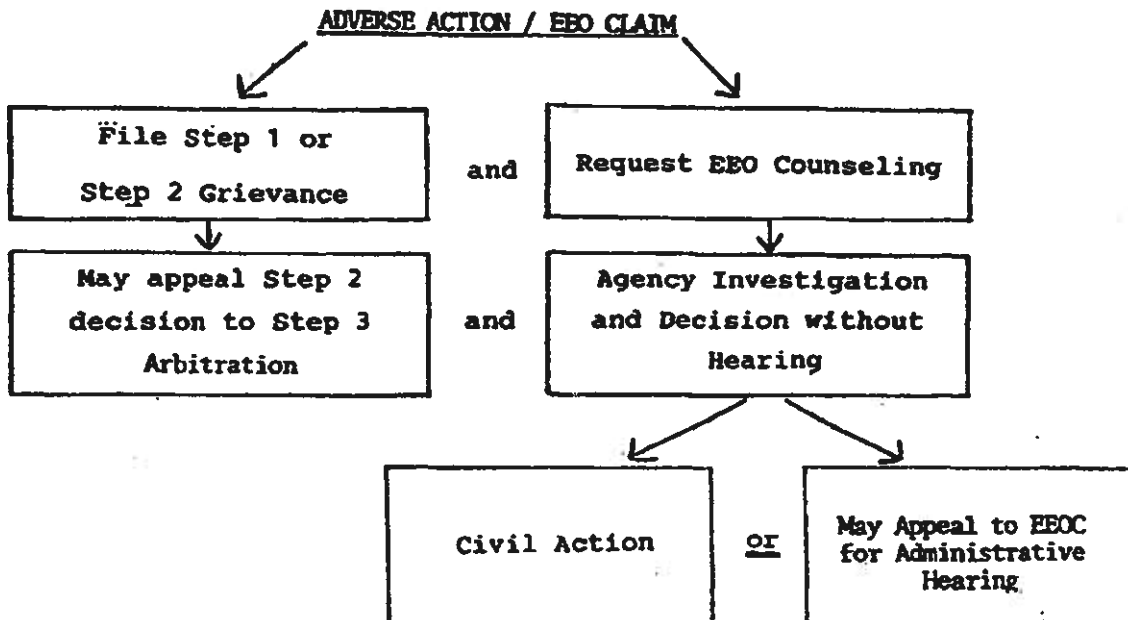 ADVERSE ACTION / EEO CLAIM
File Step 1 or
Step 2 Grievance
and
Request EEO Counseling
May appeal Step 2
decision to Step 3
Arbitration
and
Agency Investigation
and Decision without
Hearing
Civil Action
or
May Appeal to EEOC
for Administrative
Hearing